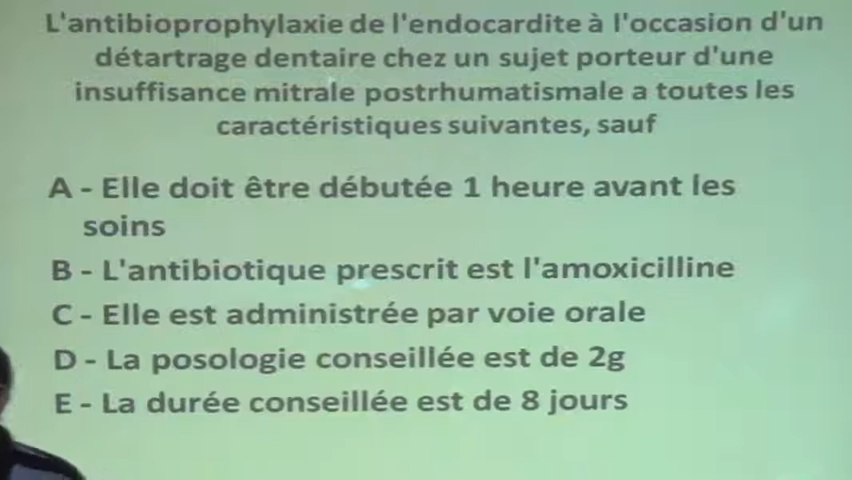 L'antibioprophylaxie de l'endocardite à l'occasion d'un
détartrage dentaire chez un sujet porteur d'une
insuffisance mitrale postrhumatismale a toutes les
caractéristiques suivantes, sauf
A - Elle doit être débutée 1 heure avant les
soins
B - L'antibiotique prescrit est l'amoxicilline
C - Elle est administrée par voie orale
D - La posologie conseillée est de 2g
E - La durée conseillée est de 8 jours